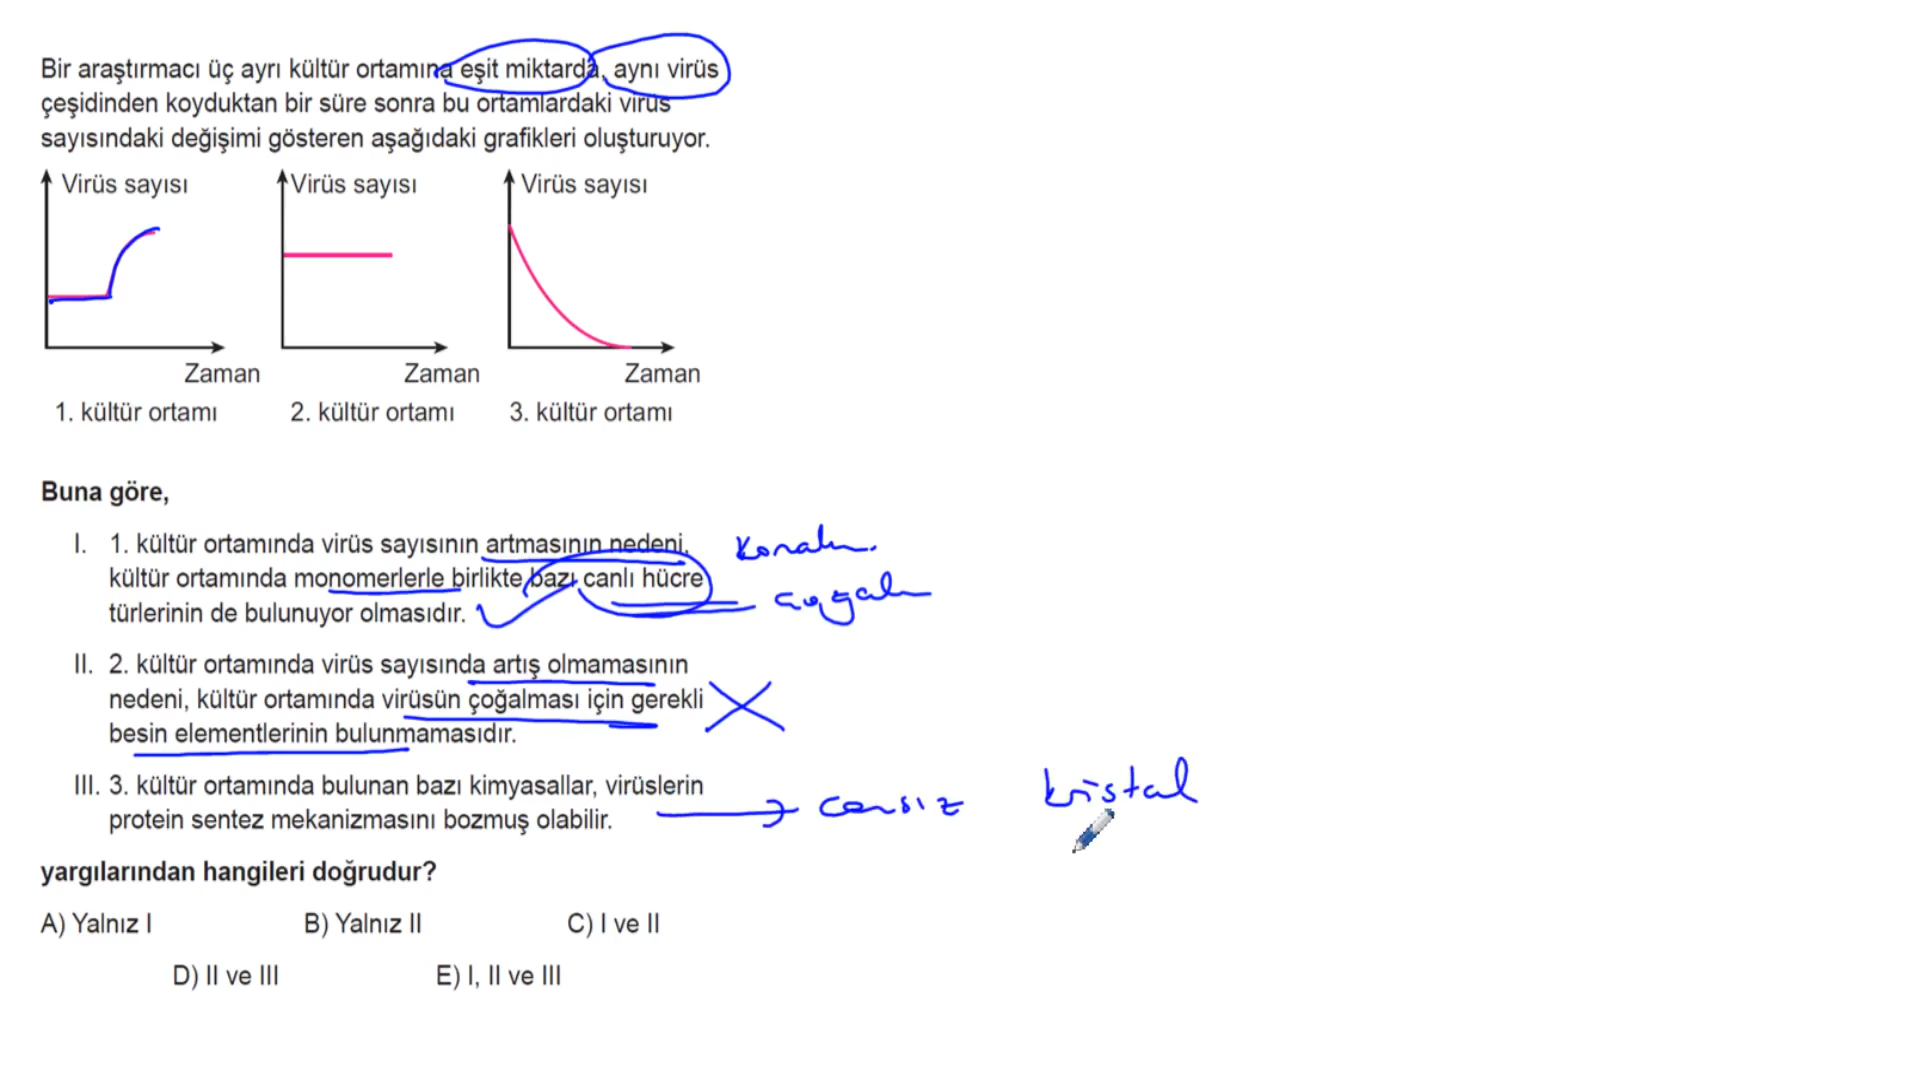 Bir araştırmacı üç ayrı kültür ortamına eşit miktarda, aynı virüs
çeşidinden koyduktan bir süre sonra bu ortamlardaki virüs
sayısındaki değişimi gösteren aşağıdaki grafikleri oluşturuyor.
Virüs sayısı Virüs sayısı Virüs sayısı
Zaman Zaman Zaman
1. kültür ortamı 2. kültür ortamı 3. kültür ortamı
Buna göre,
I. 1. kültür ortamında virüs sayısının artmasının nedeni,
kültür ortamında monomerlerle birlikte bazı canlı hücre
türlerinin de bulunuyor olmasıdır.
II. 2. kültür ortamında virüs sayısında artış olmamasının
nedeni, kültür ortamında virüsün çoğalması için gerekli
besin elementlerinin bulunmamasıdır.
III. 3. kültür ortamında bulunan bazı kimyasallar, virüslerin
protein sentez mekanizmasını bozmuş olabilir.
cansız kristal
yargılarından hangileri doğrudur?
A) Yalnız I B) Yalnız II C) I ve II
D) II ve III E) I, II ve III